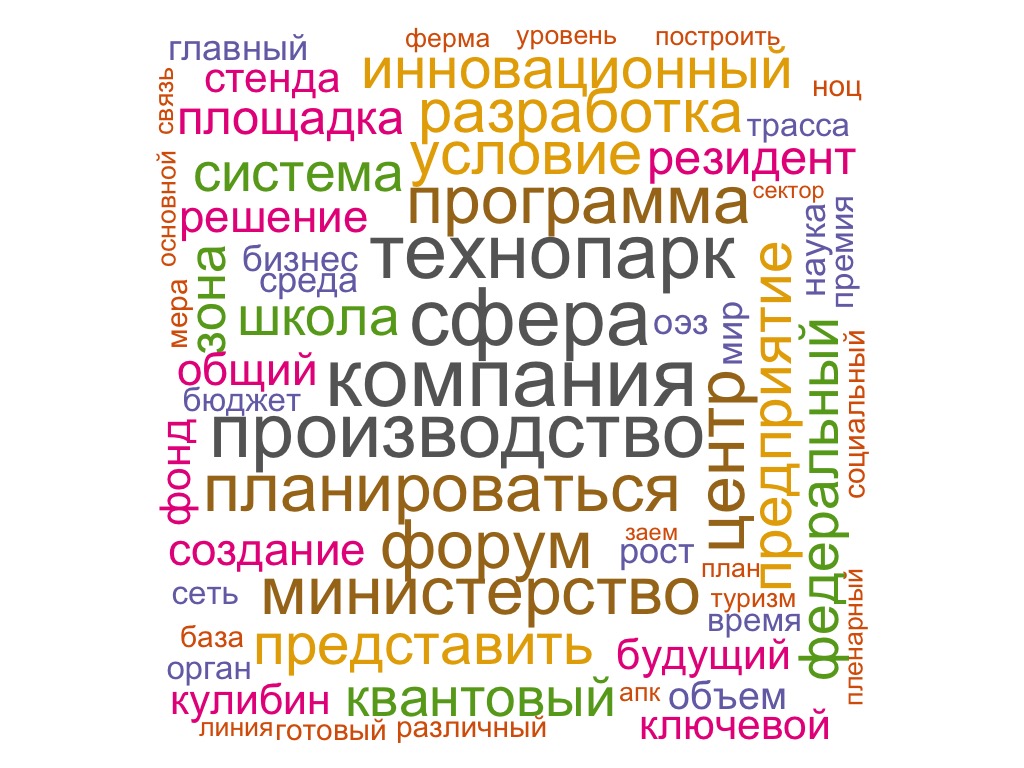 ферма уровень построить
главный
стенда инновационный ноц
связь
площадка разработка трасса
система условие резидент
основной
решение программа сектор
наука премия
бизнес технопарк
среда
зона
мера
школа сфера оэз мир
предприятие
федеральный
социальный
общий компания
бюджет
центр
фонд
производство
планироваться
создание форум заем
рост
план
сеть министерство туризм
время
пленарный
база представить будущий
орган
кулибин квантовый апк объем
линия готовый различный ключевой